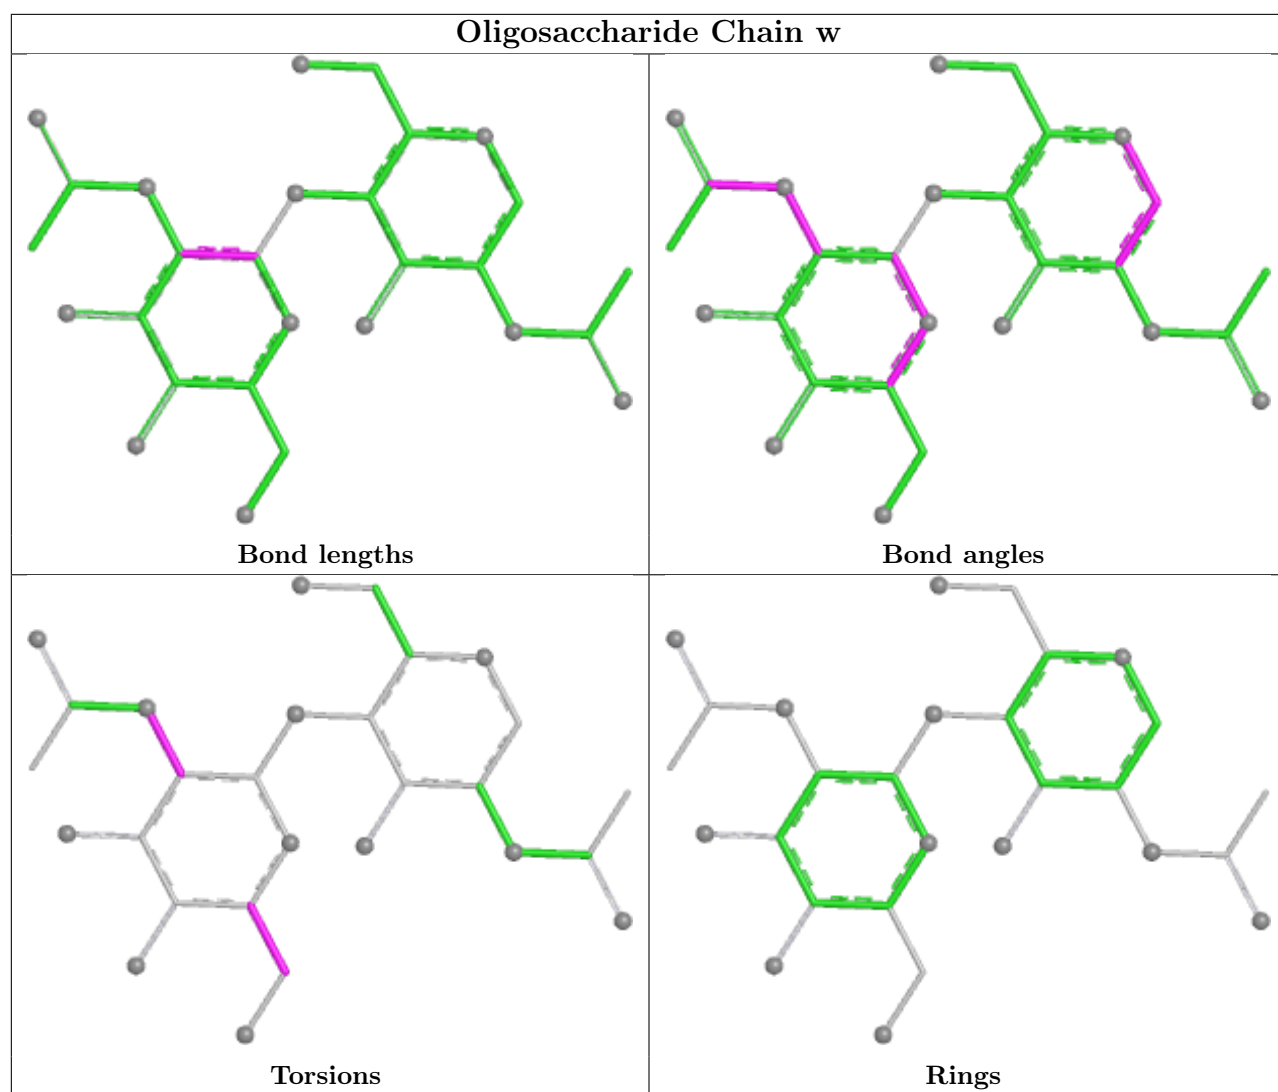 Oligosaccharide Chain w
Bond lengths
Bond angles
Torsions
Rings